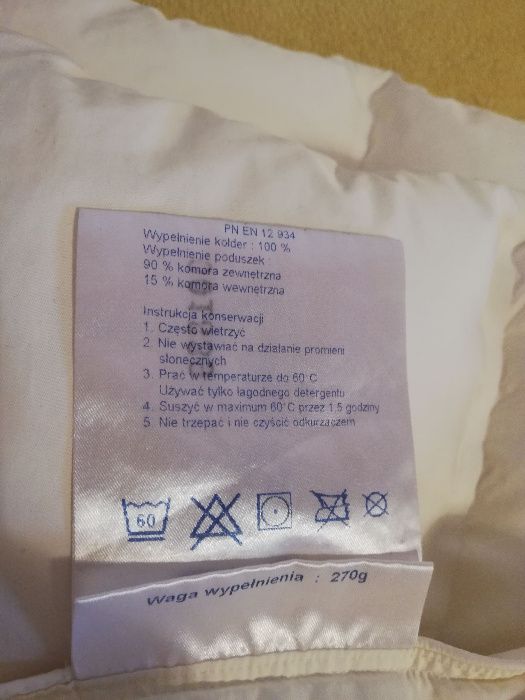 PN EN 12 934
Wypełnienie kołder : 100 %
Wypełnienie poduszek :
90 % komora zewnętrzna
15 % komora wewnętrzna
Instrukcja konserwacji
1. Często wietrzyć
2. Nie wystawiać na działanie promieni
słonecznych
3. Prać w temperaturze do 60°C
Używać tylko łagodnego detergentu
4. Suszyć w maximum 60°C przez 1,5 godziny
5. Nie trzepać i nie czyścić odkurzaczem
60
Waga wypełnienia : 270g